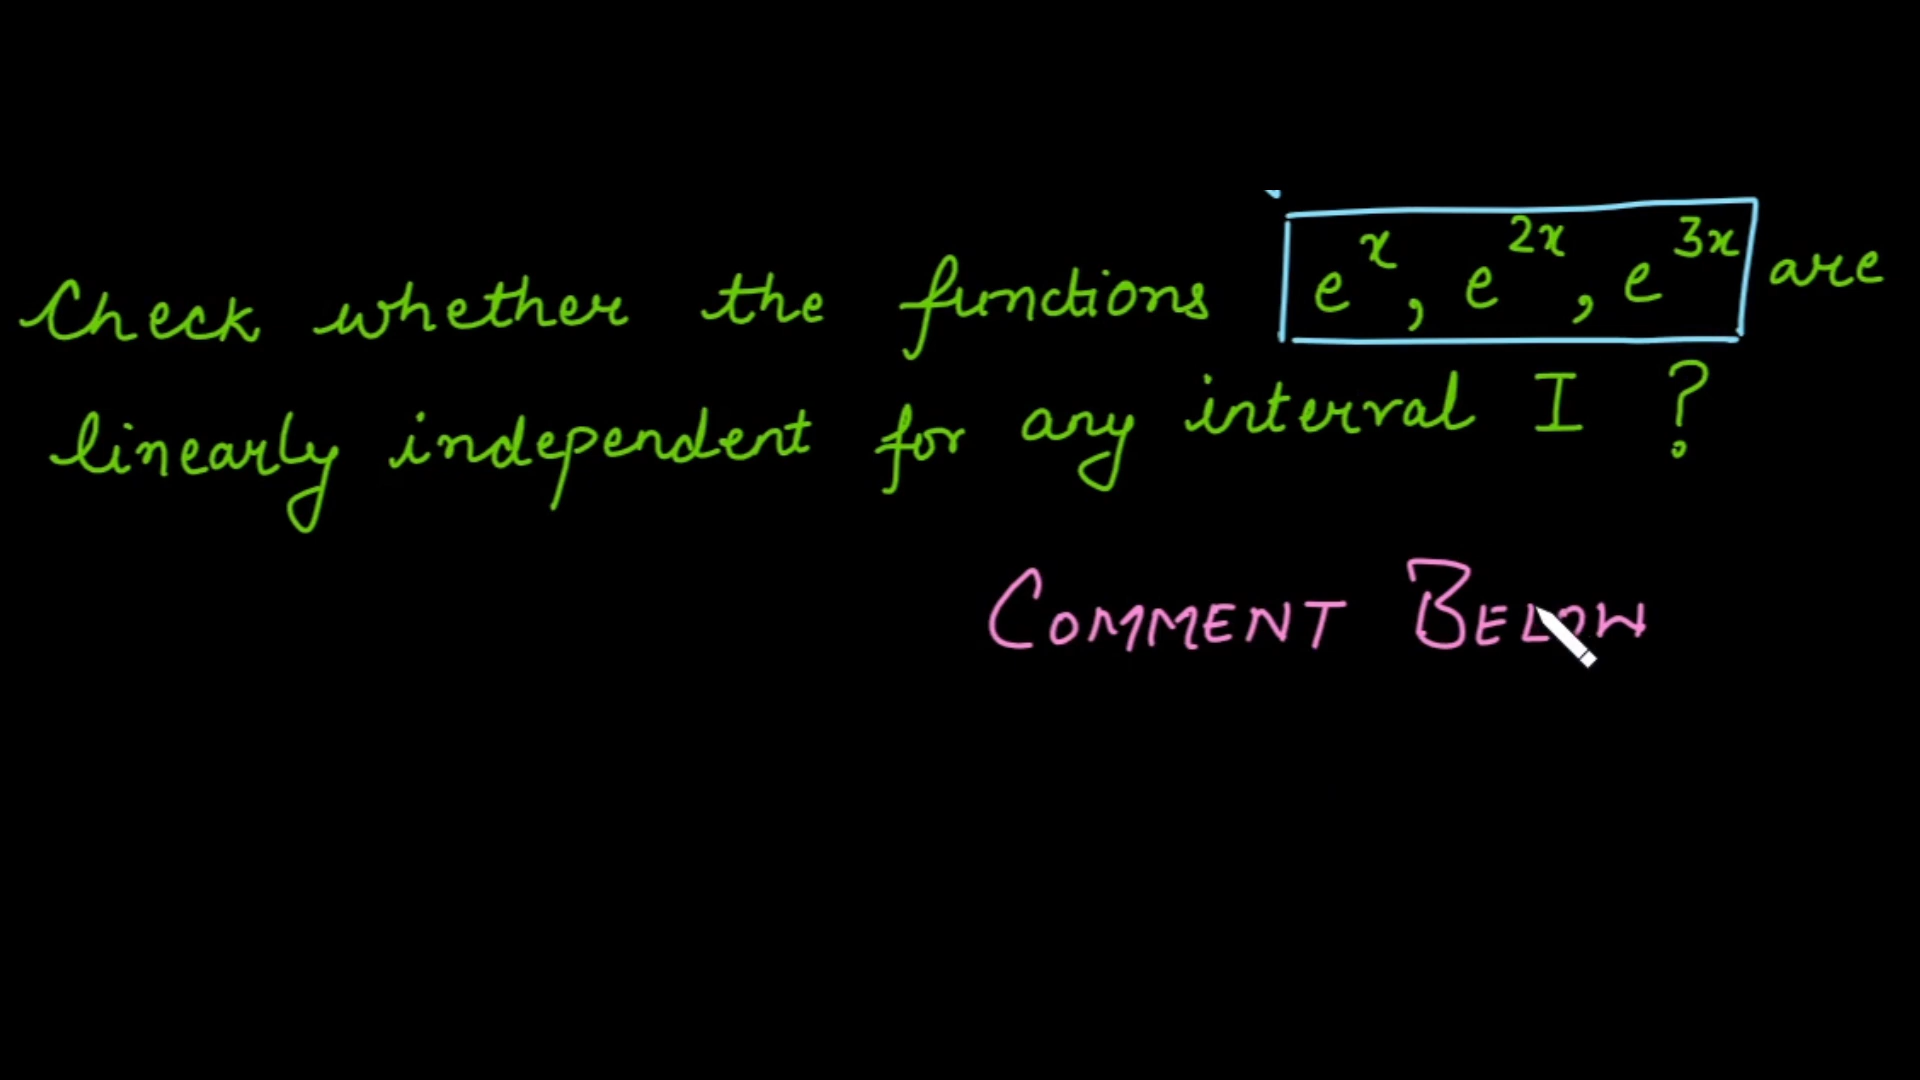 Check whether the functions e^x, e^2x, e^3x are
linearly independent for any interval I ?
COMMENT BELOW